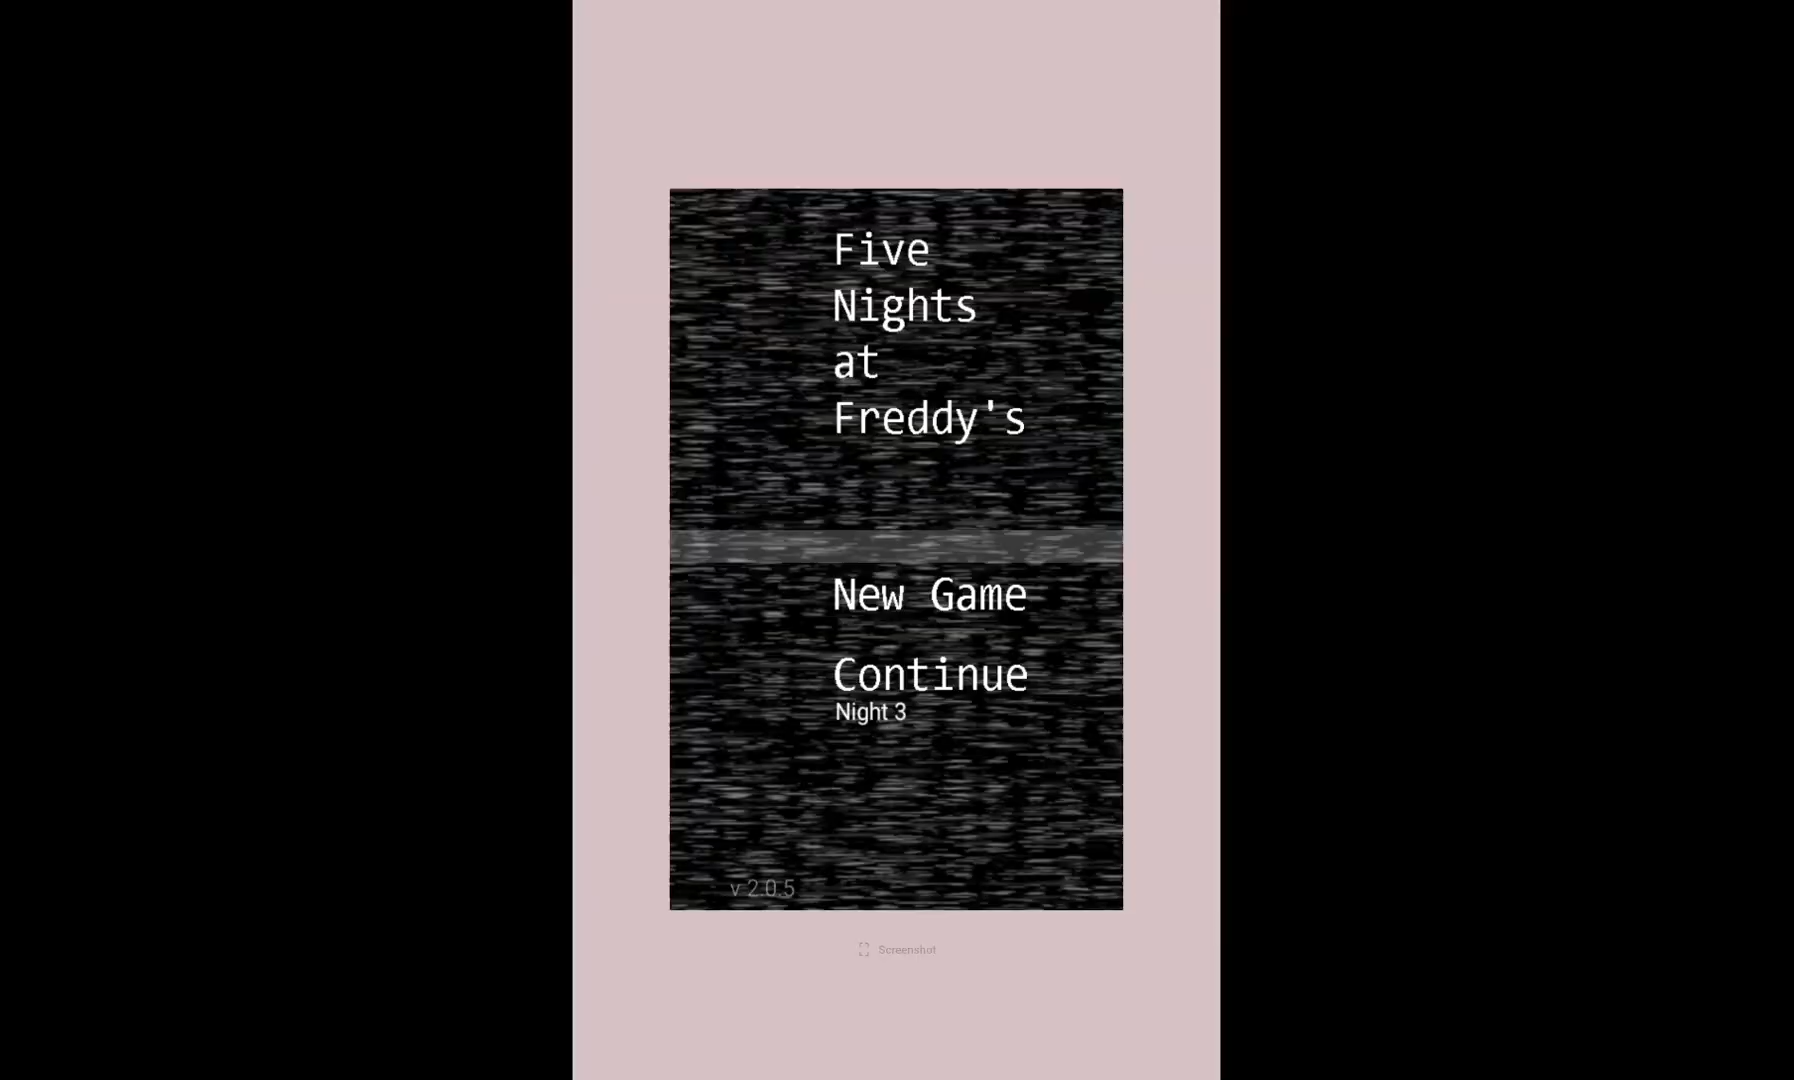 Five
Nights
at
Freddy's
New Game
Continue
Night 3
v 2.0.5
Screenshot